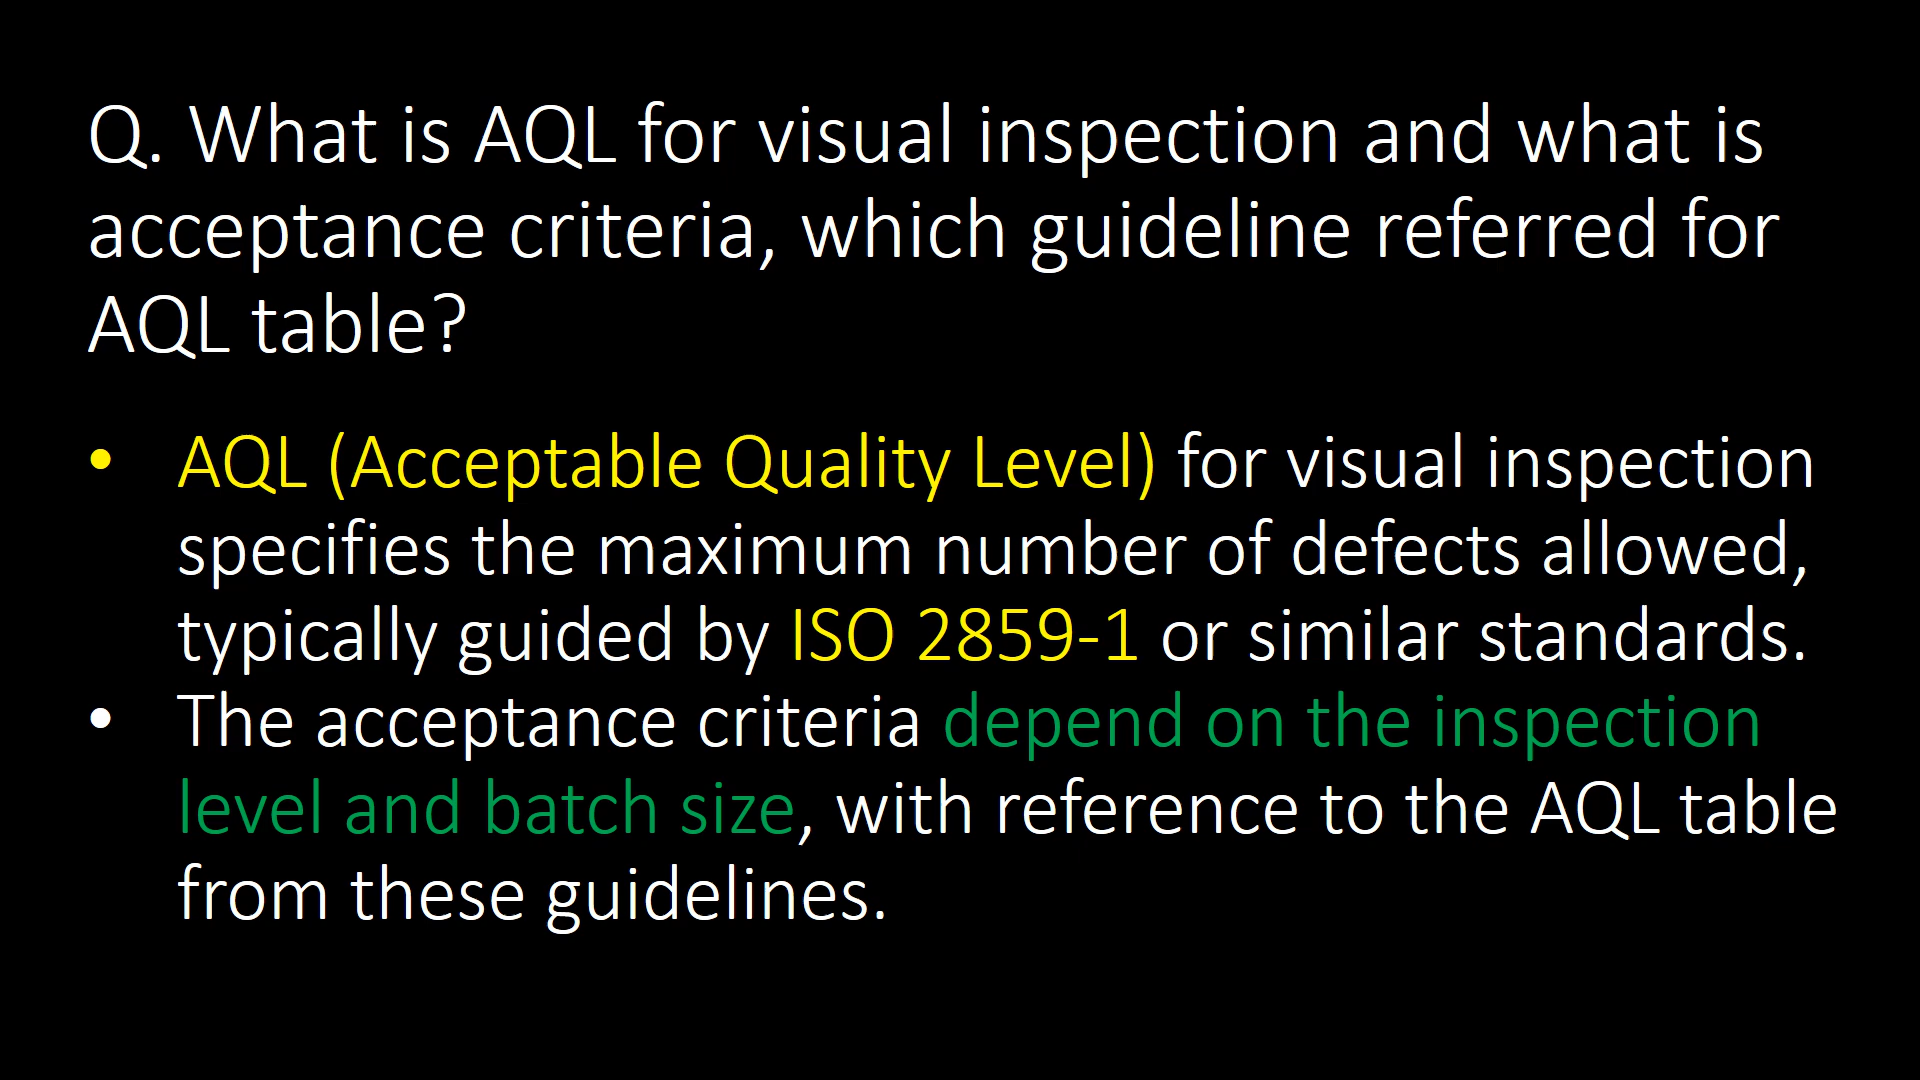 Q. What is AQL for visual inspection and what is
acceptance criteria, which guideline referred for
AQL table?
• AQL (Acceptable Quality Level) for visual inspection
specifies the maximum number of defects allowed,
typically guided by ISO 2859-1 or similar standards.
• The acceptance criteria depend on the inspection
level and batch size, with reference to the AQL table
from these guidelines.